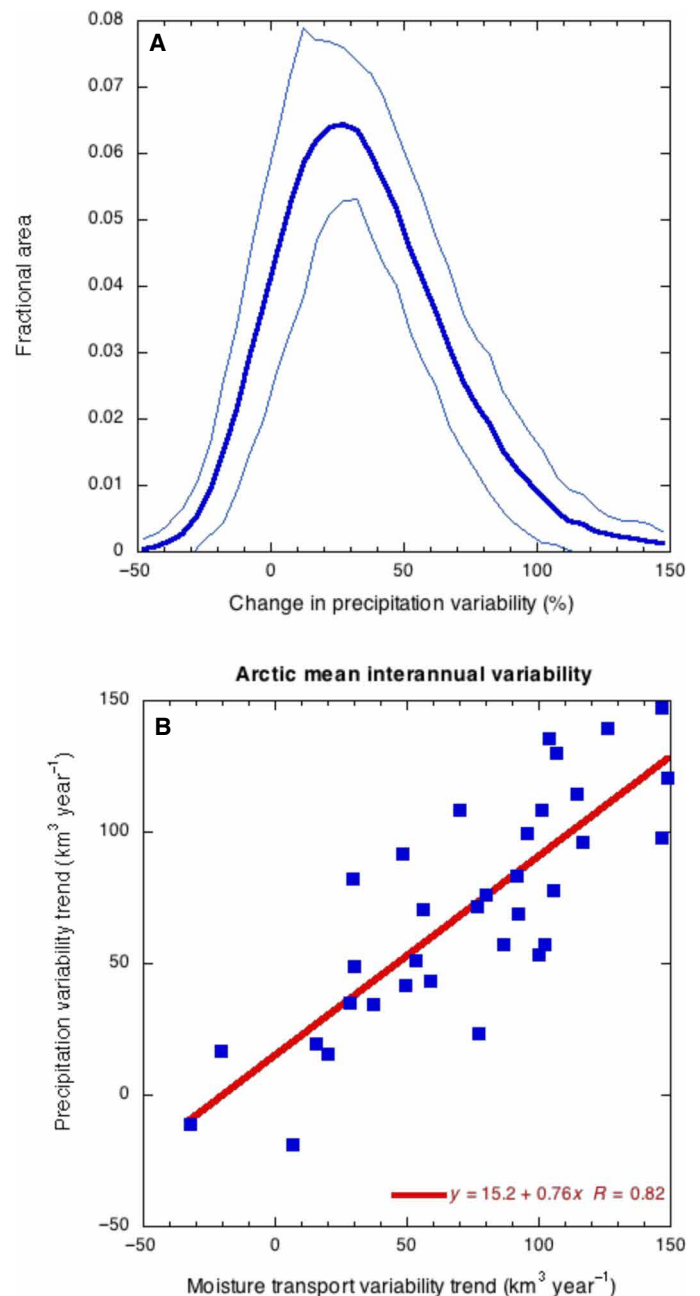 A
0.08
0.07
0.06
0.05
0.04
0.03
0.02
0.01
0
Fractional area
−50 0 50 100 150
Change in precipitation variability (%)
Arctic mean interannual variability
B
150
100
50
0
−50
Precipitation variability trend (km³ year⁻¹)
y = 15.2 + 0.76x R = 0.82
−50 0 50 100 150
Moisture transport variability trend (km³ year⁻¹)